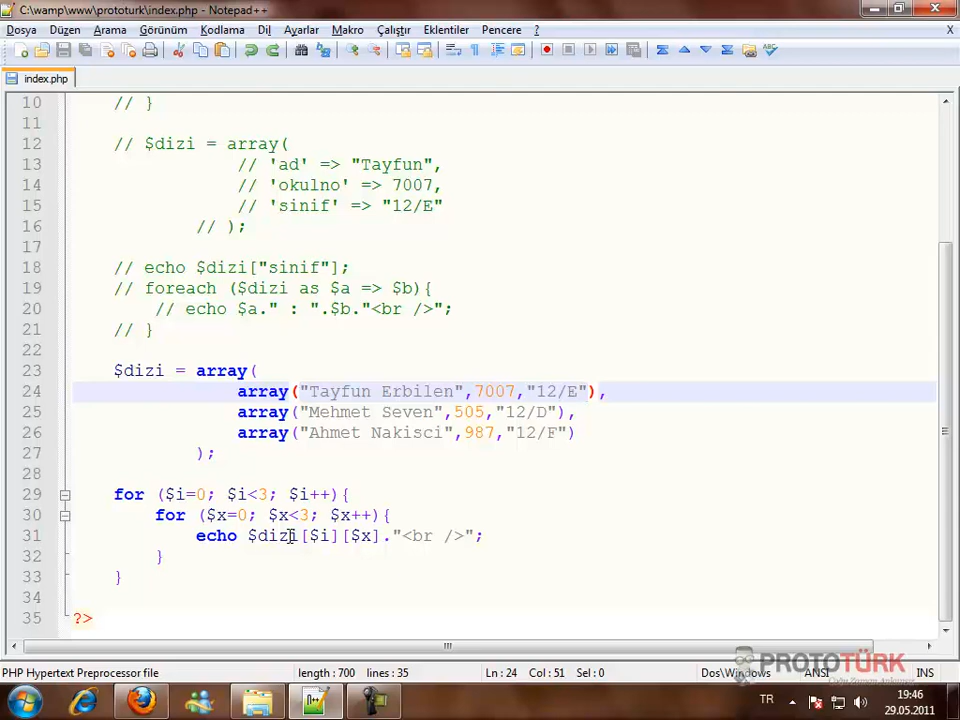 C:\wamp\www\prototurk\index.php - Notepad++
Dosya Düzen Arama Görünüm Kodlama Dil Ayarlar Makro Çalıştır Eklentiler Pencere ? X
index.php
10 // }
11
12 // $dizi = array(
13 // 'ad' => "Tayfun",
14 // 'okulno' => 7007,
15 // 'sinif' => "12/E"
16 // );
17
18 // echo $dizi["sinif"];
19 // foreach ($dizi as $a => $b){
20 // echo $a." : ".$b."<br />";
21 // }
22
23 $dizi = array(
24 array("Tayfun Erbilen",7007,"12/E"),
25 array("Mehmet Seven",505,"12/D"),
26 array("Ahmet Nakisci",987,"12/F")
27 );
28
29 for ($i=0; $i<3; $i++){
30 for ($x=0; $x<3; $x++){
31 echo $dizi[$i][$x]."<br />";
32 }
33 }
34
35 ?>
PHP Hypertext Preprocessor file length : 700 lines : 35 Ln : 24 Col : 51 Sel : 0 Dos\Windows ANSI INS
PROTOTÜRK
TR 19:46
29.05.2011